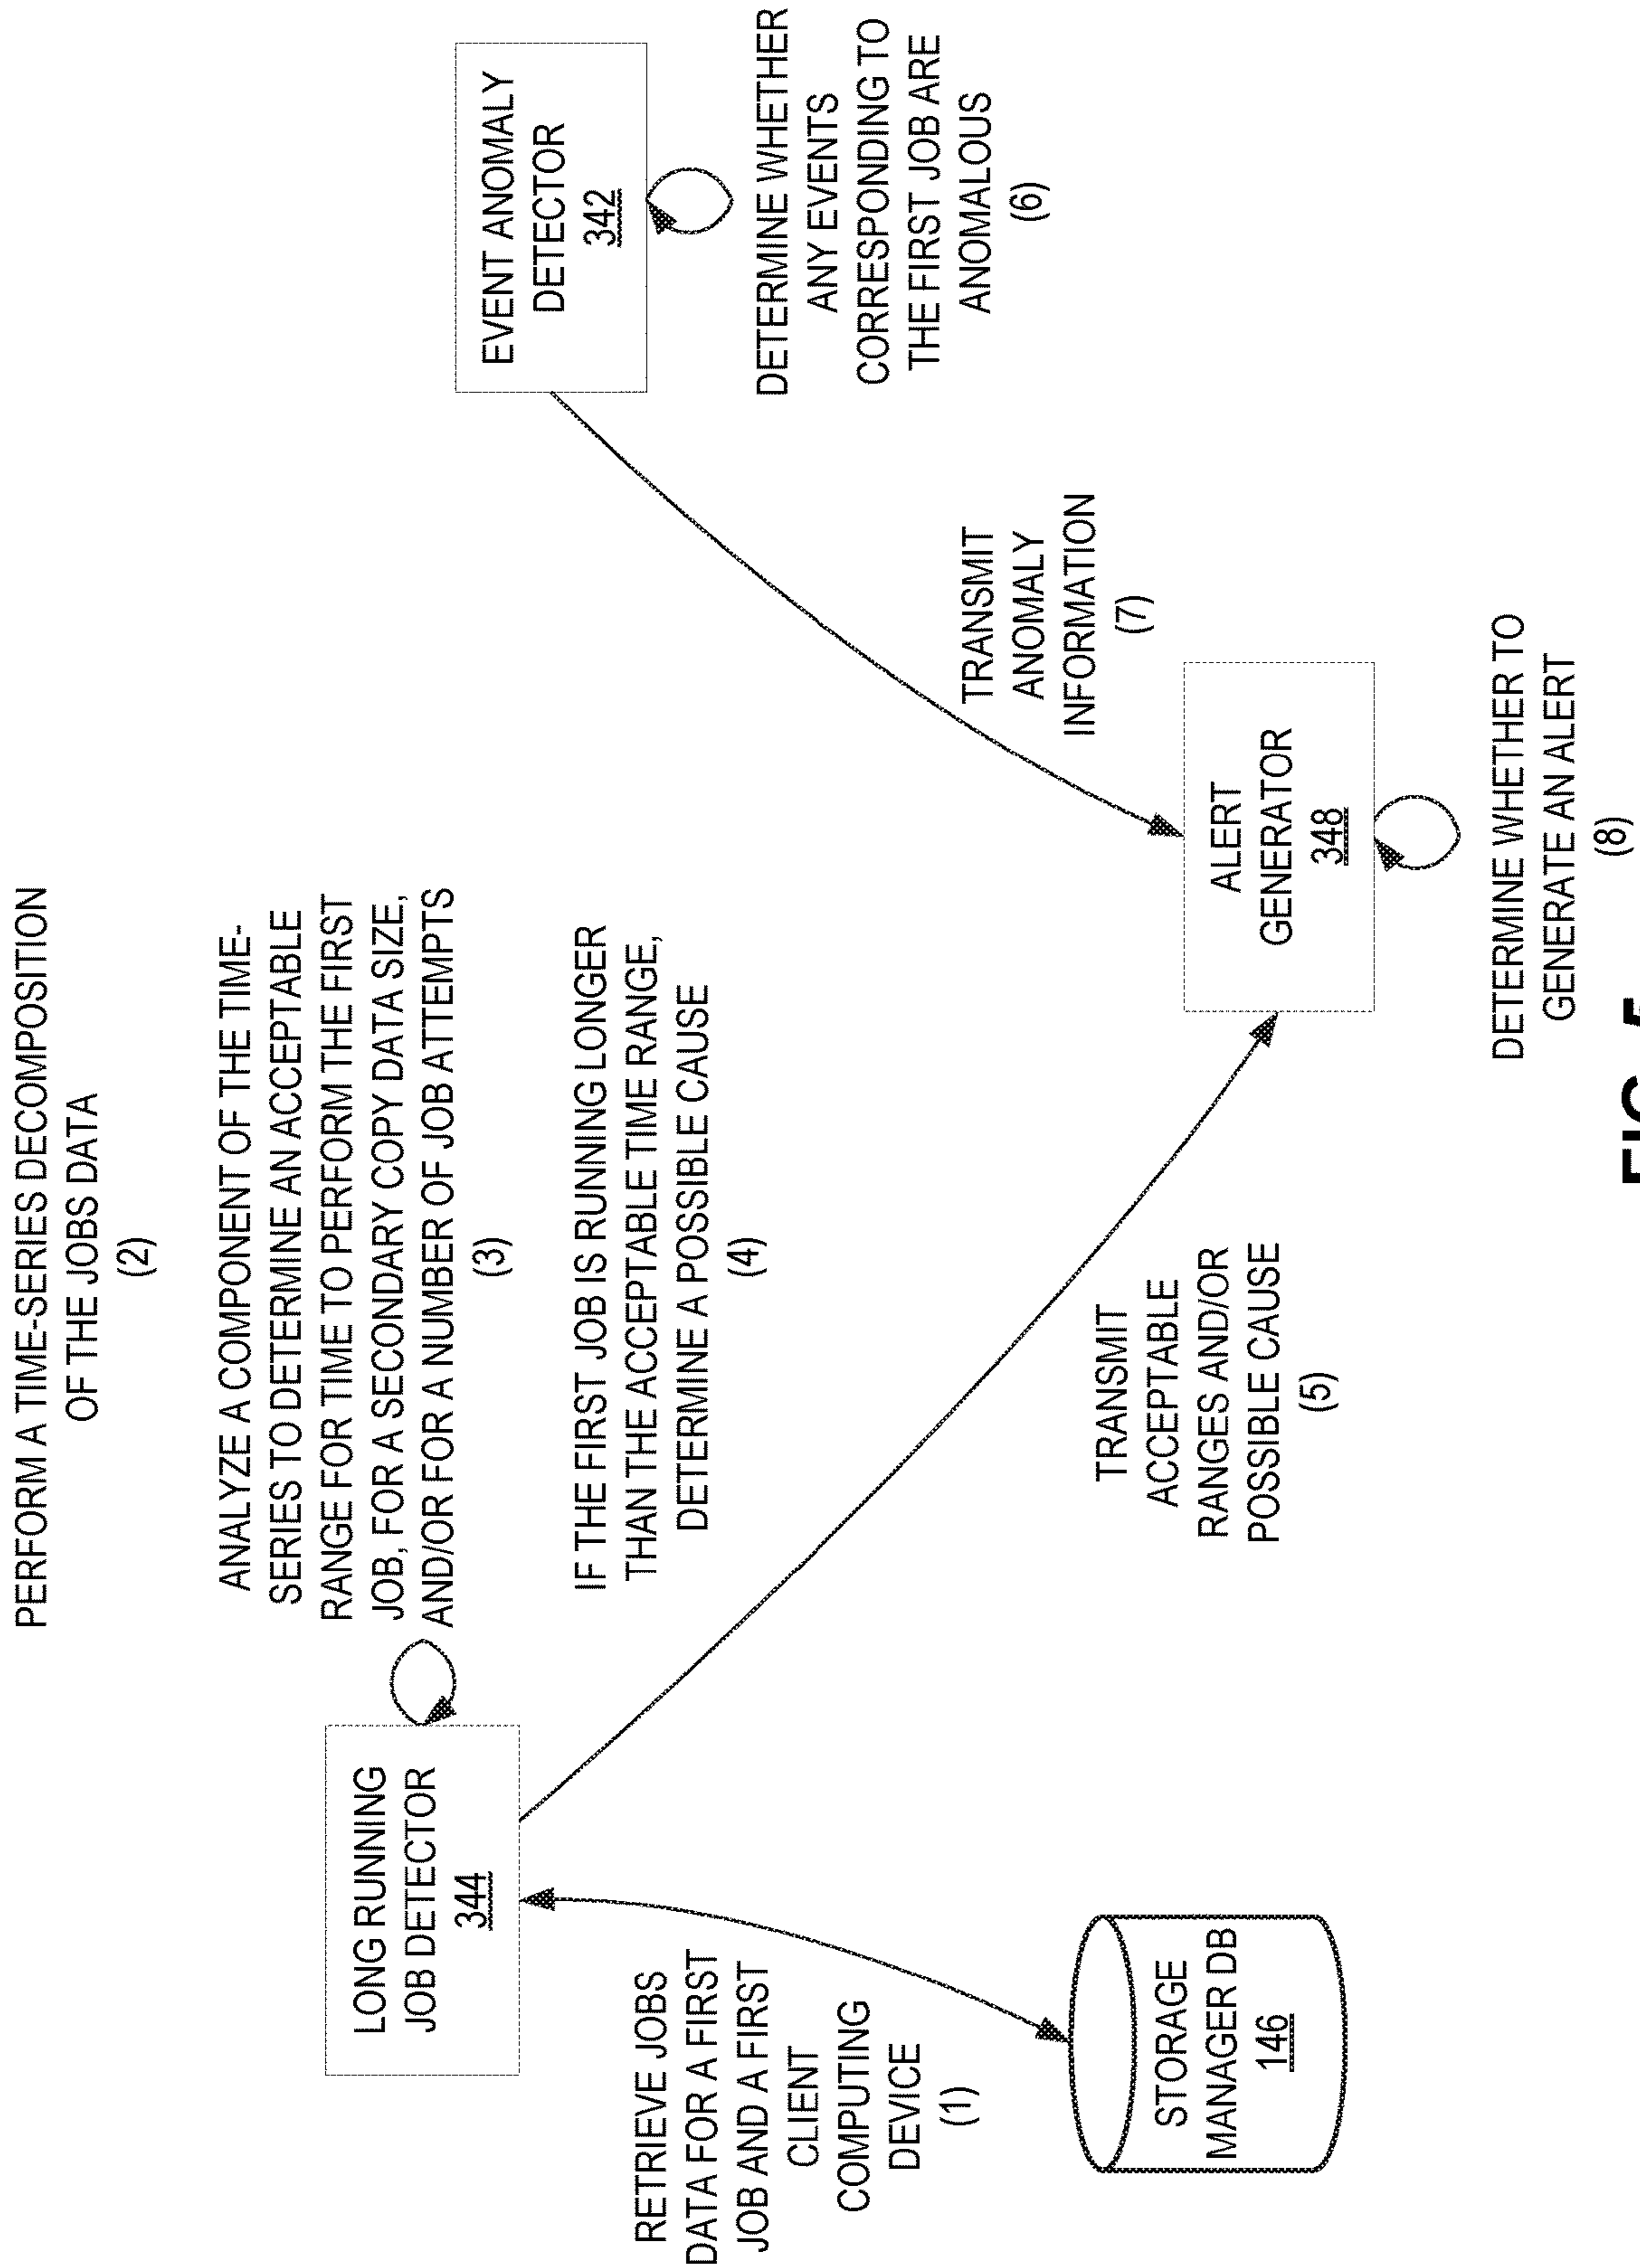 PERFORM A TIME-SERIES DECOMPOSITION
OF THE JOBS DATA
(2)
ANALYZE A COMPONENT OF THE TIME-
SERIES TO DETERMINE AN ACCEPTABLE
RANGE FOR TIME TO PERFORM THE FIRST
JOB, FOR A SECONDARY COPY DATA SIZE,
AND/OR FOR A NUMBER OF JOB ATTEMPTS
(3)
IF THE FIRST JOB IS RUNNING LONGER
THAN THE ACCEPTABLE TIME RANGE,
DETERMINE A POSSIBLE CAUSE
(4)
LONG RUNNING
JOB DETECTOR
344
EVENT ANOMALY
DETECTOR
342
DETERMINE WHETHER
ANY EVENTS
CORRESPONDING TO
THE FIRST JOB ARE
ANOMALOUS
(6)
RETRIEVE JOBS
DATA FOR A FIRST
JOB AND A FIRST
CLIENT
COMPUTING
DEVICE
(1)
TRANSMIT
ANOMALY
INFORMATION
(7)
TRANSMIT
ACCEPTABLE
RANGES AND/OR
POSSIBLE CAUSE
(5)
STORAGE
MANAGER DB
146
ALERT
GENERATOR
348
DETERMINE WHETHER TO
GENERATE AN ALERT
(8)